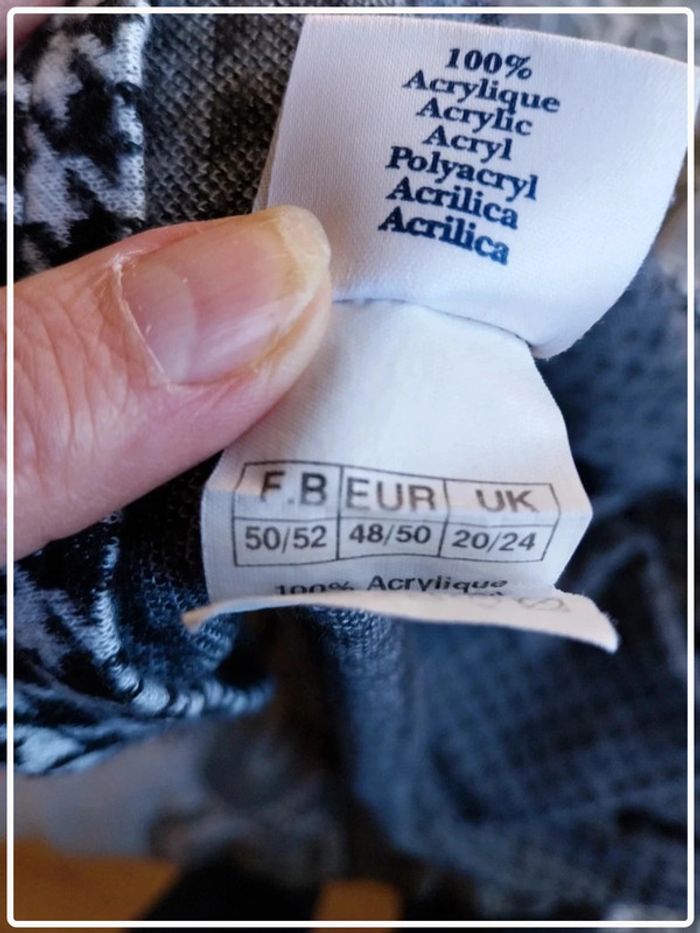 100%
Acrylique
Acrylic
Acryl
Polyacryl
Acrilica
Acrilica
F.B EUR UK
50/52 48/50 20/24
100% Acrylique